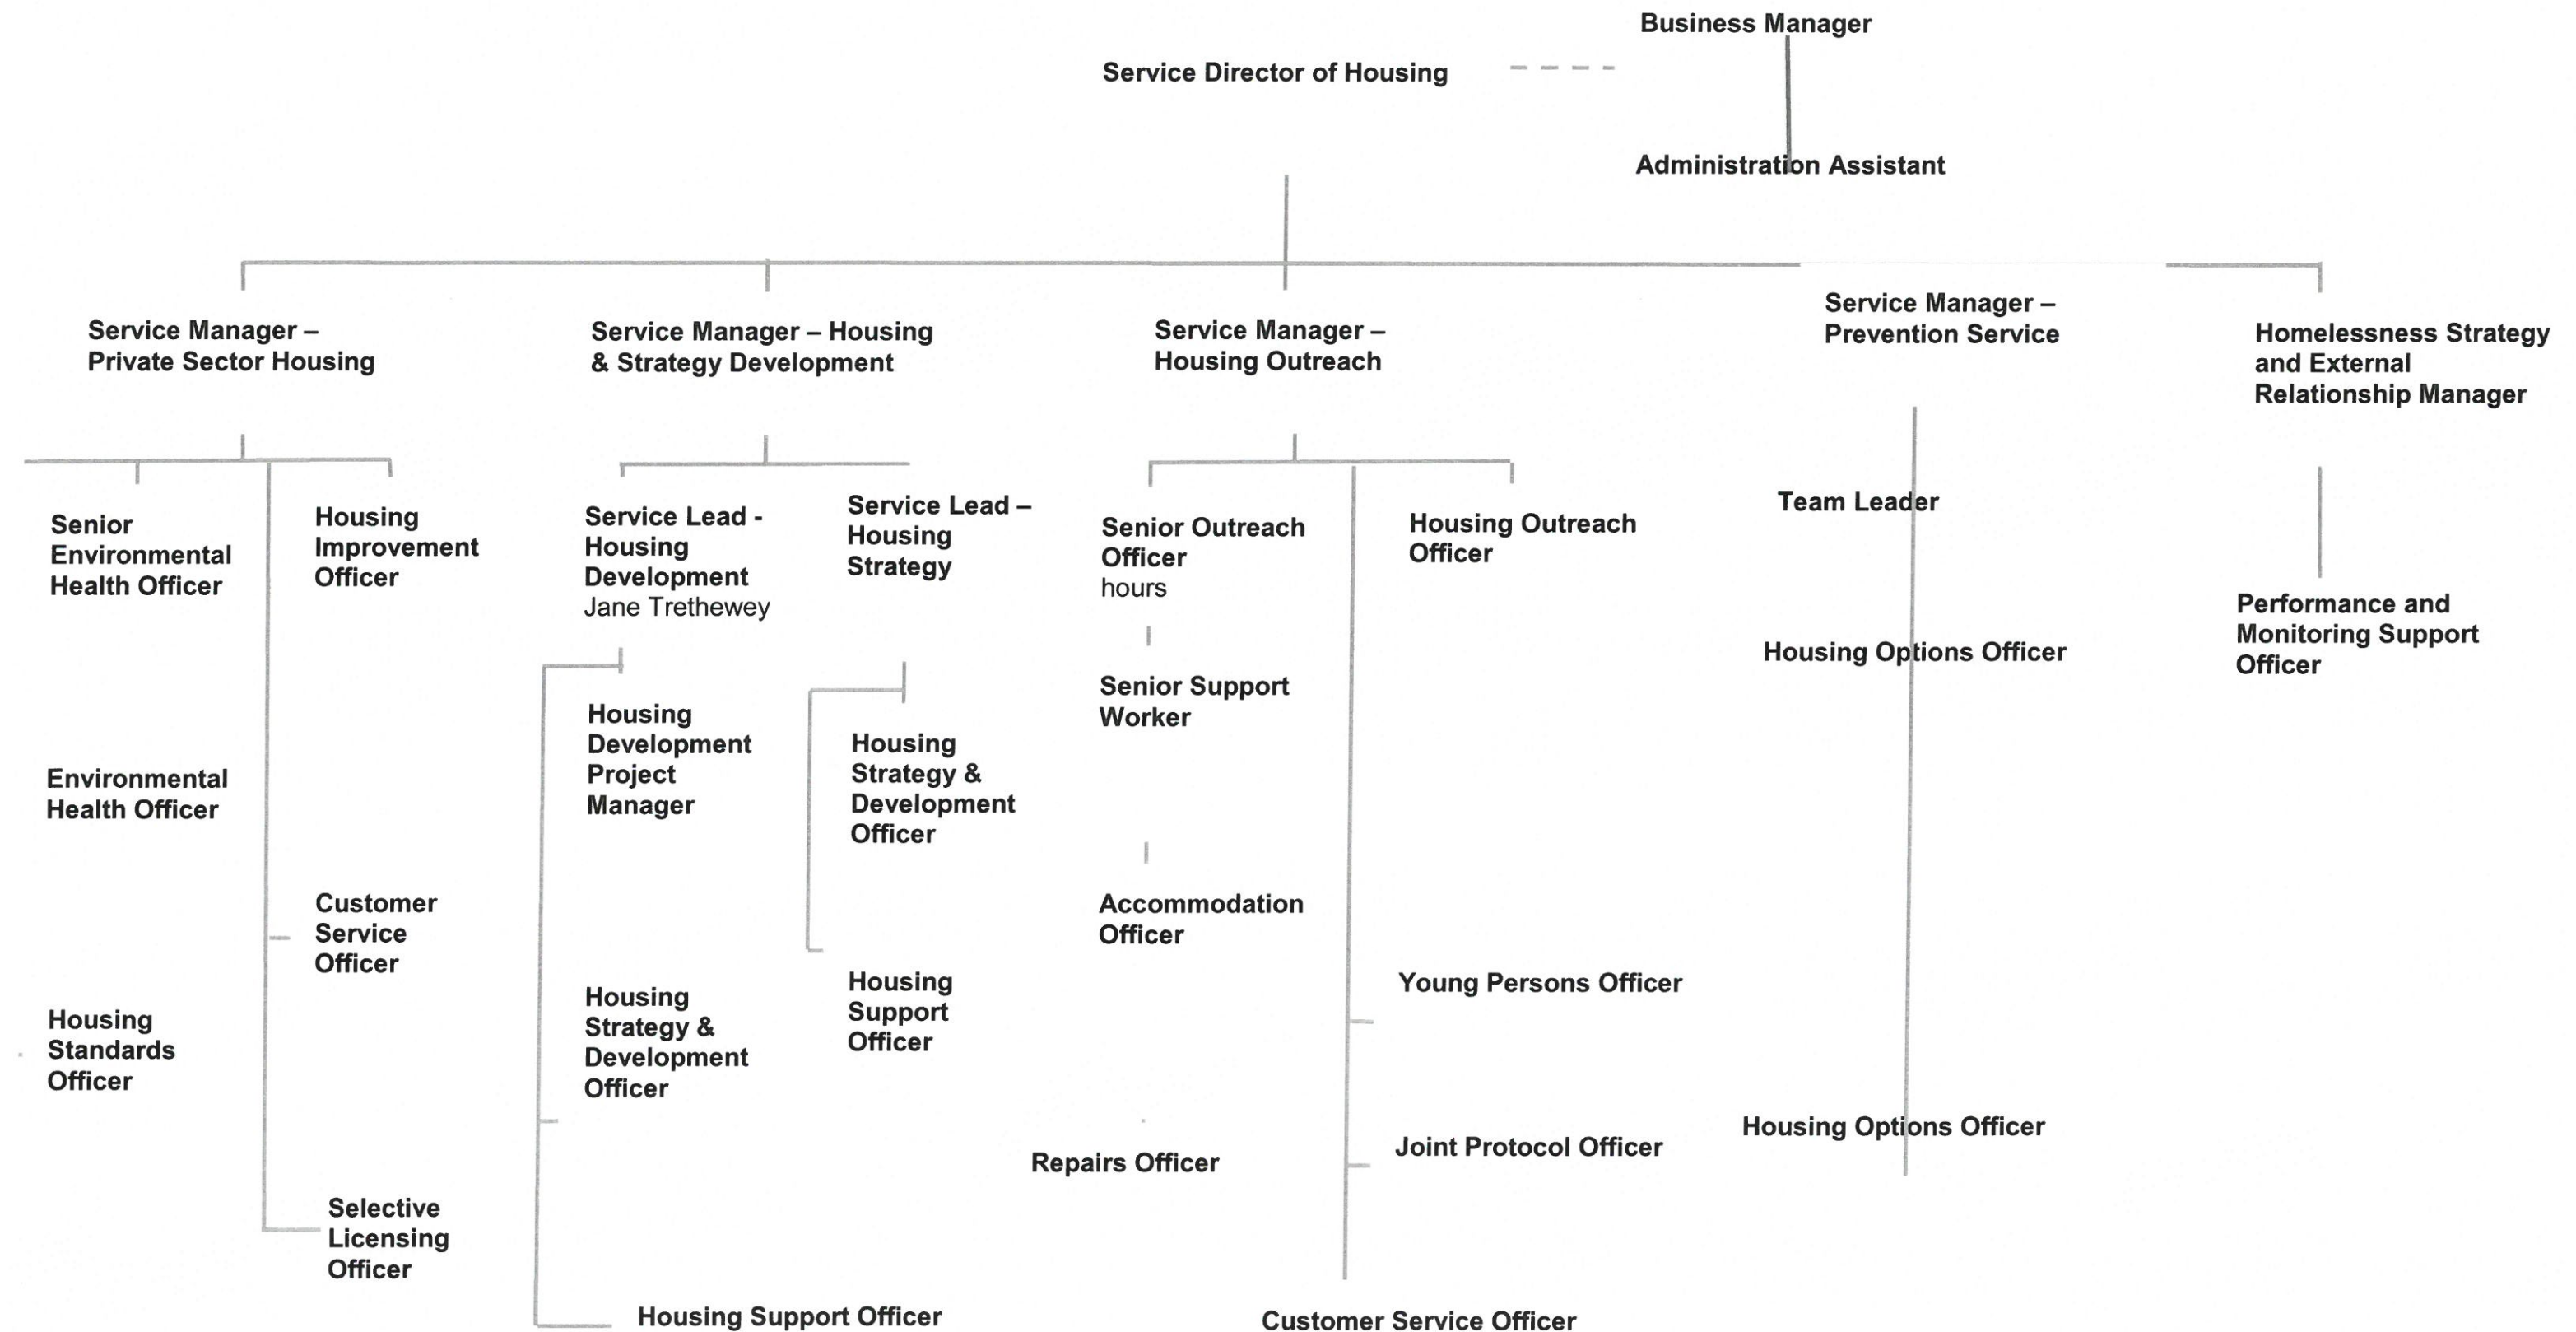 Business Manager
Service Director of Housing
Administration Assistant
Service Manager –
Private Sector Housing
Service Manager – Housing
& Strategy Development
Service Manager –
Housing Outreach
Service Manager –
Prevention Service
Homelessness Strategy
and External
Relationship Manager
Senior
Environmental
Health Officer
Housing
Improvement
Officer
Service Lead -
Housing
Development
Jane Trethewey
Service Lead –
Housing
Strategy
Senior Outreach
Officer
hours
Housing Outreach
Officer
Team Leader
Housing Options Officer
Performance and
Monitoring Support
Officer
Senior Support
Worker
Housing
Development
Project
Manager
Housing
Strategy &
Development
Officer
Environmental
Health Officer
Customer
Service
Officer
Accommodation
Officer
Young Persons Officer
Housing
Standards
Officer
Housing
Strategy &
Development
Officer
Housing
Support
Officer
Repairs Officer
Joint Protocol Officer
Housing Options Officer
Selective
Licensing
Officer
Housing Support Officer
Customer Service Officer